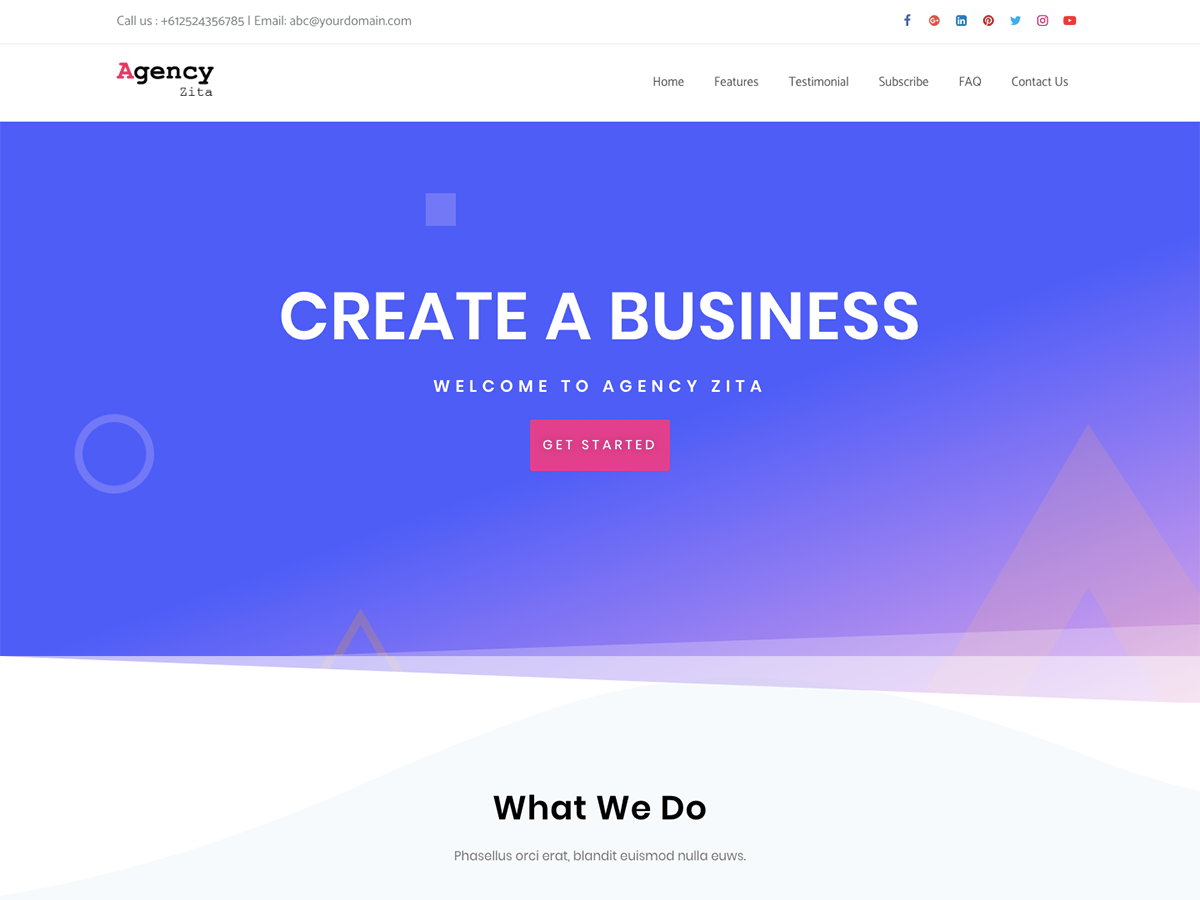 Call us : +612524356785 | Email: abc@yourdomain.com
Agency
Zita
Home Features Testimonial Subscribe FAQ Contact Us
CREATE A BUSINESS
WELCOME TO AGENCY ZITA
GET STARTED
What We Do
Phasellus orci erat, blandit euismod nulla euws.